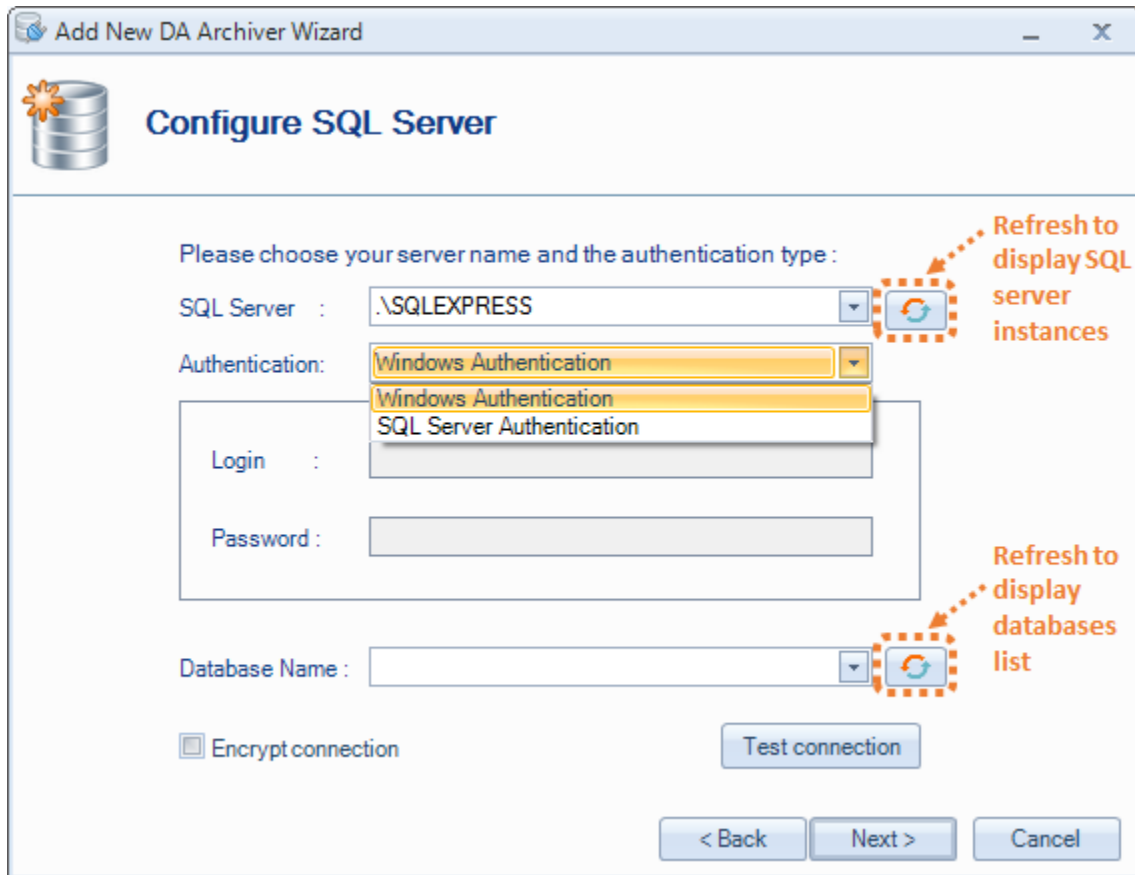 Add New DA Archiver Wizard
Configure SQL Server
Refresh to
display SQL
server
instances
Please choose your server name and the authentication type :
SQL Server :
.\SQLEXPRESS
Authentication:
Windows Authentication
Windows Authentication
SQL Server Authentication
Login :
Password :
Refresh to
display
databases
list
Database Name :
Encrypt connection
Test connection
< Back
Next >
Cancel